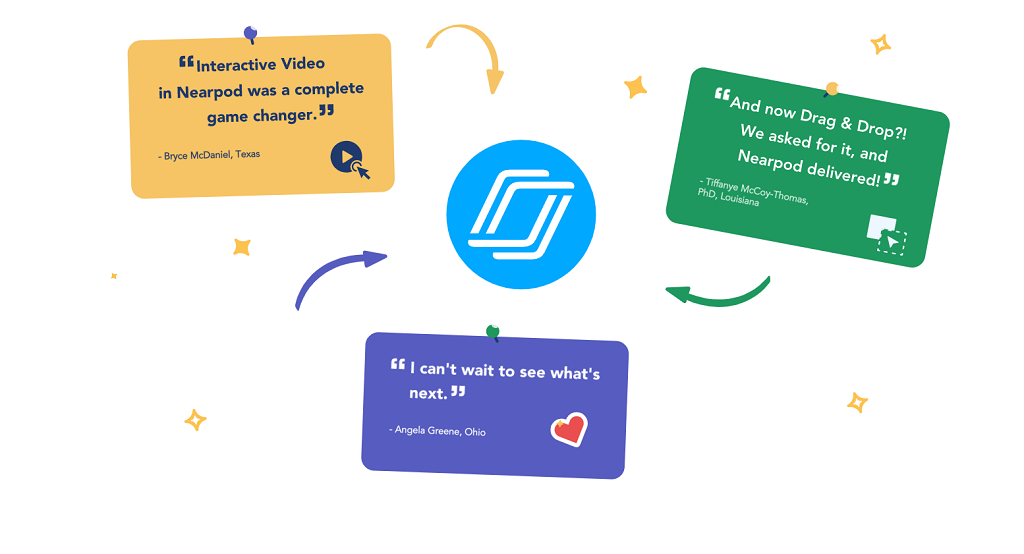 “Interactive Video
in Nearpod was a complete
game changer.”
- Bryce McDaniel, Texas
“And now Drag & Drop?!
We asked for it, and
Nearpod delivered!”
- Tiffanye McCoy-Thomas,
PhD, Louisiana
“I can't wait to see what's
next.”
- Angela Greene, Ohio